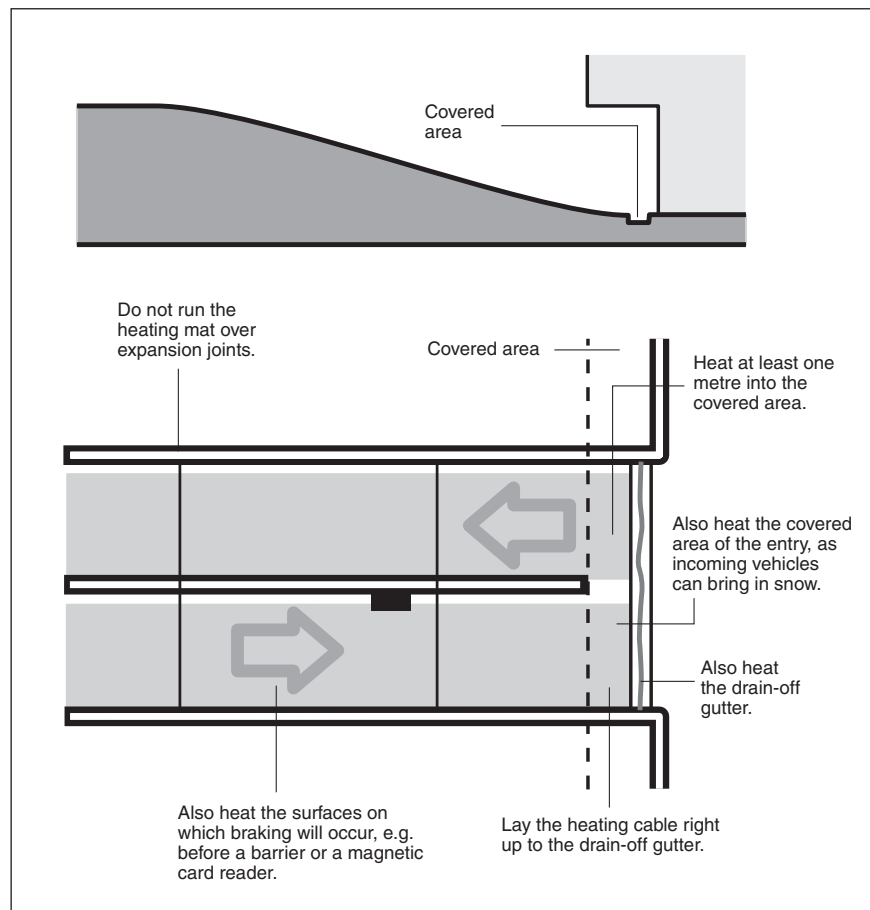 Covered
area
Do not run the
heating mat over
expansion joints.
Covered area
Heat at least one
metre into the
covered area.
Also heat the covered
area of the entry, as
incoming vehicles
can bring in snow.
Also heat
the drain-off
gutter.
Also heat the surfaces on
which braking will occur, e.g.
before a barrier or a magnetic
card reader.
Lay the heating cable right
up to the drain-off gutter.